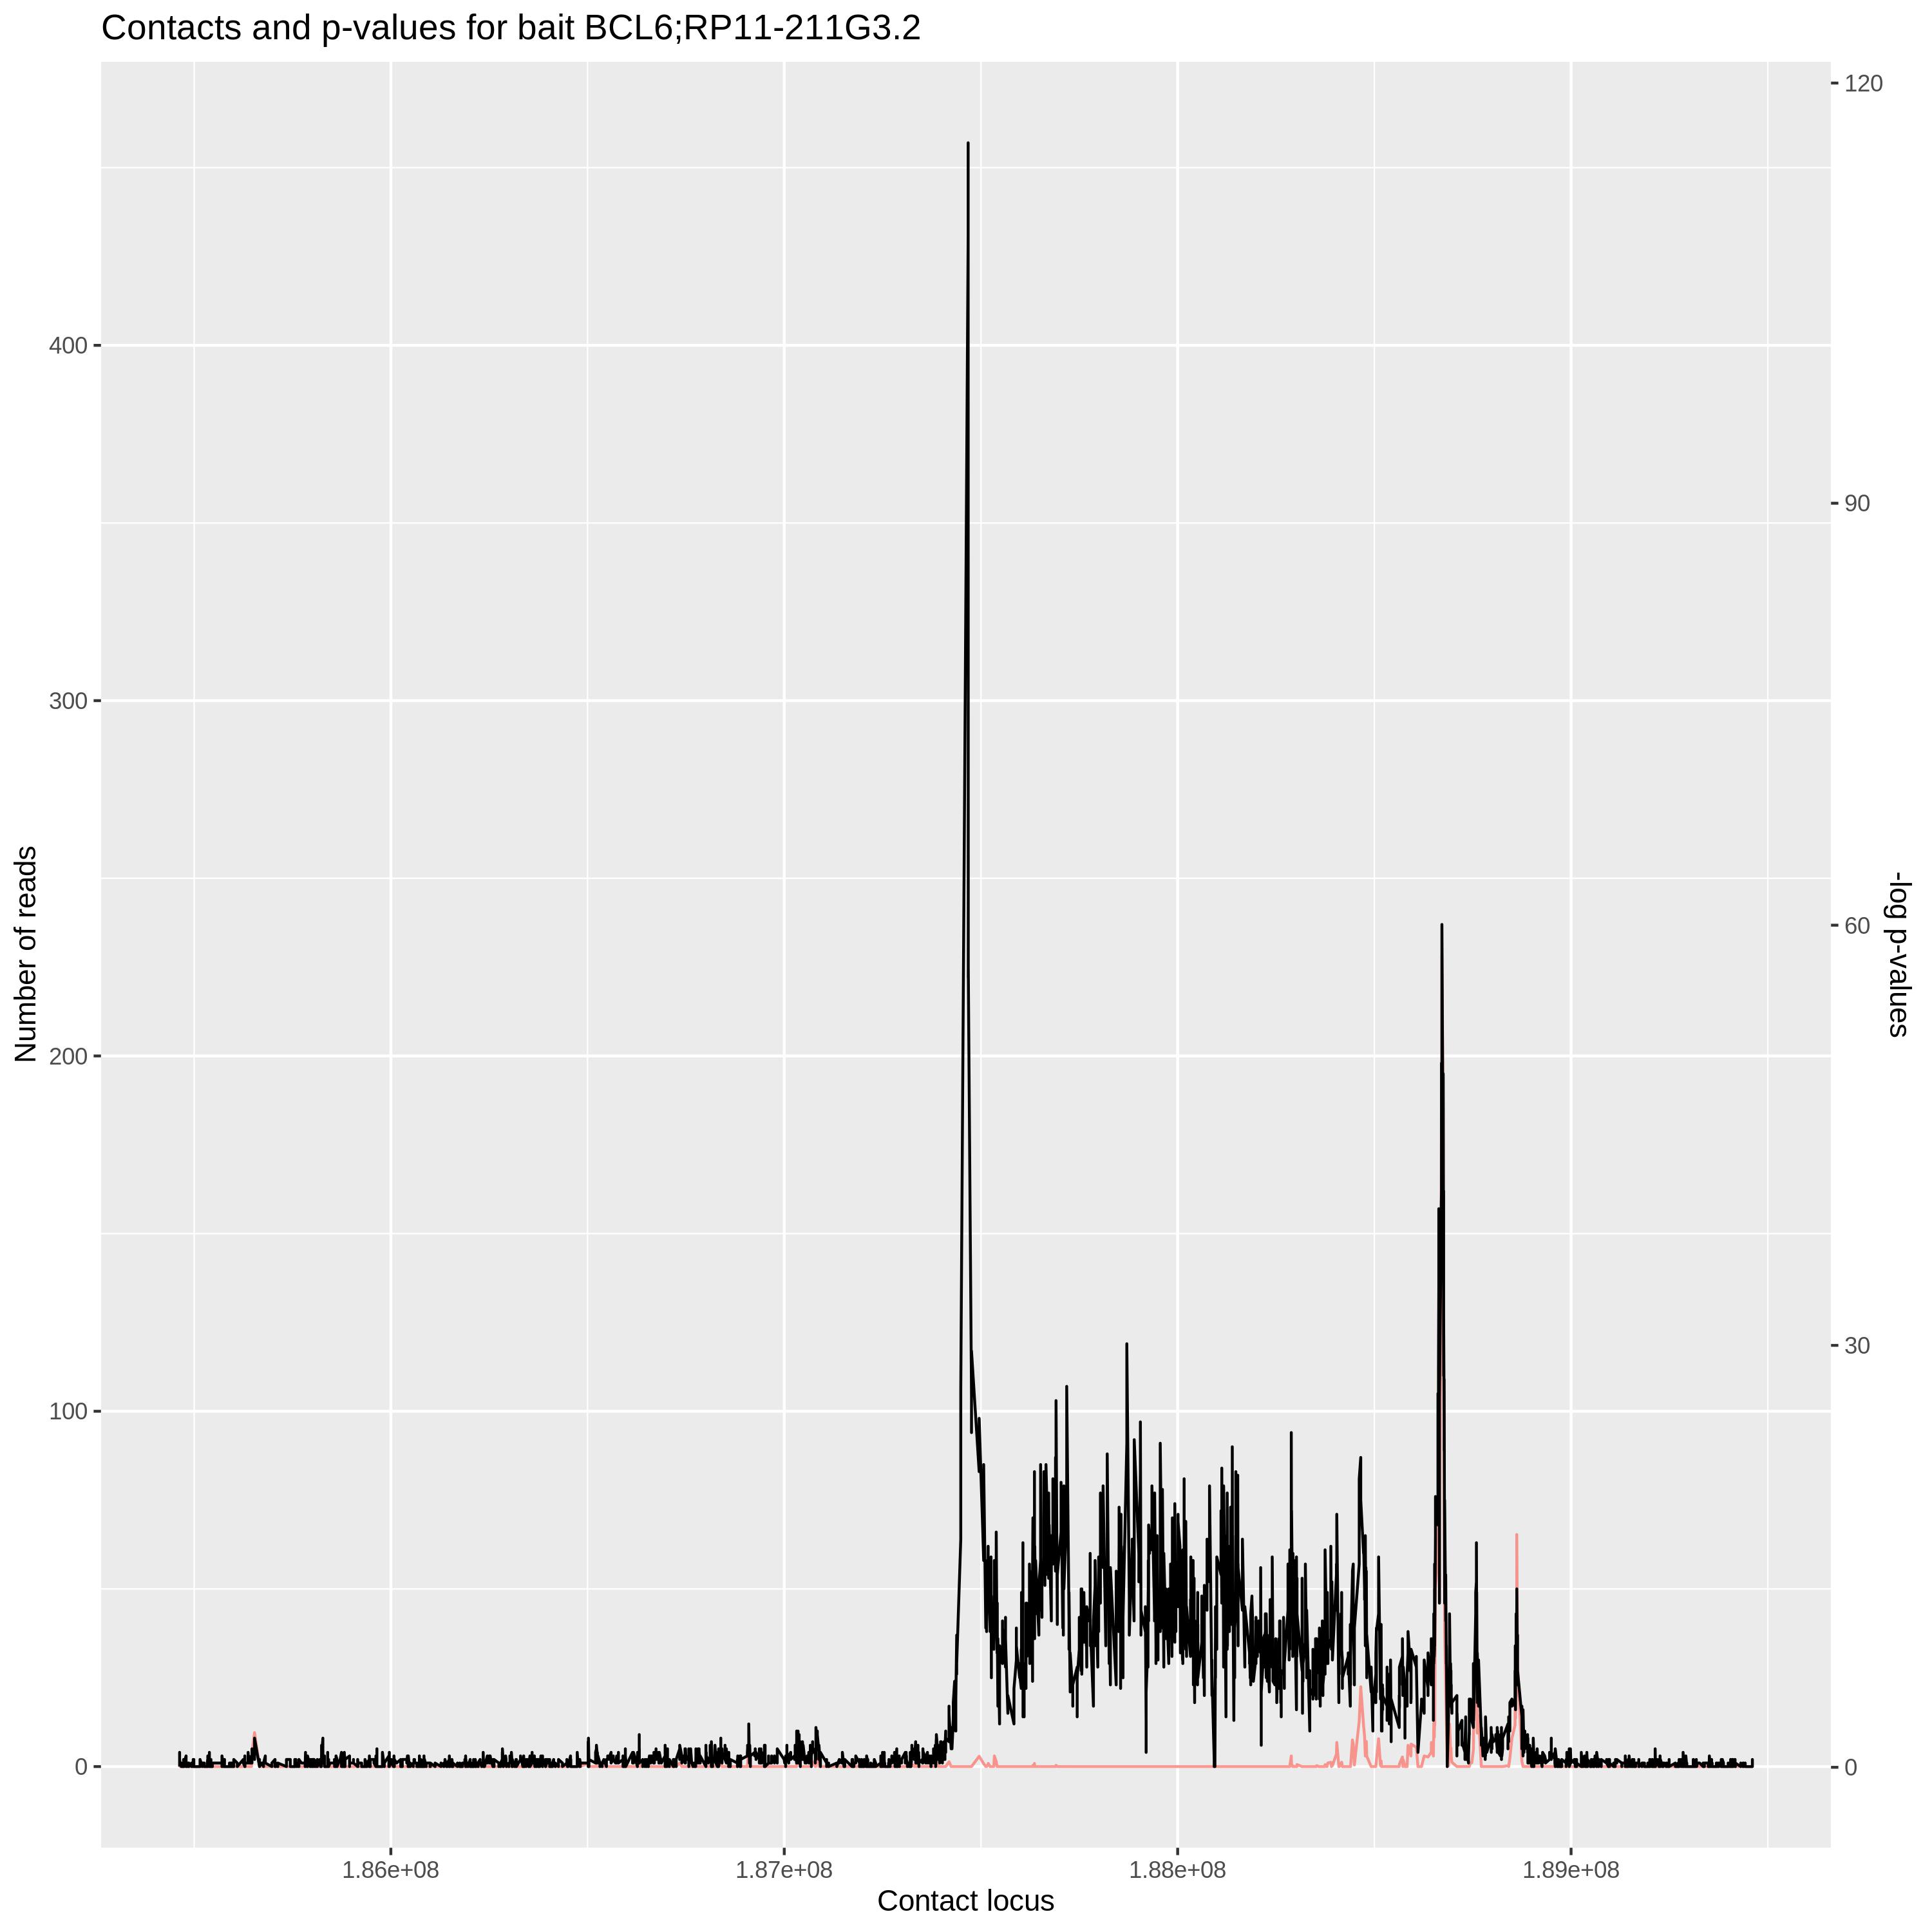 Contacts and p-values for bait BCL6;RP11-211G3.2
120
400
90
300
Number of reads
200
60
-log p-values
100
30
0
0
1.86e+08
1.87e+08
1.88e+08
1.89e+08
Contact locus